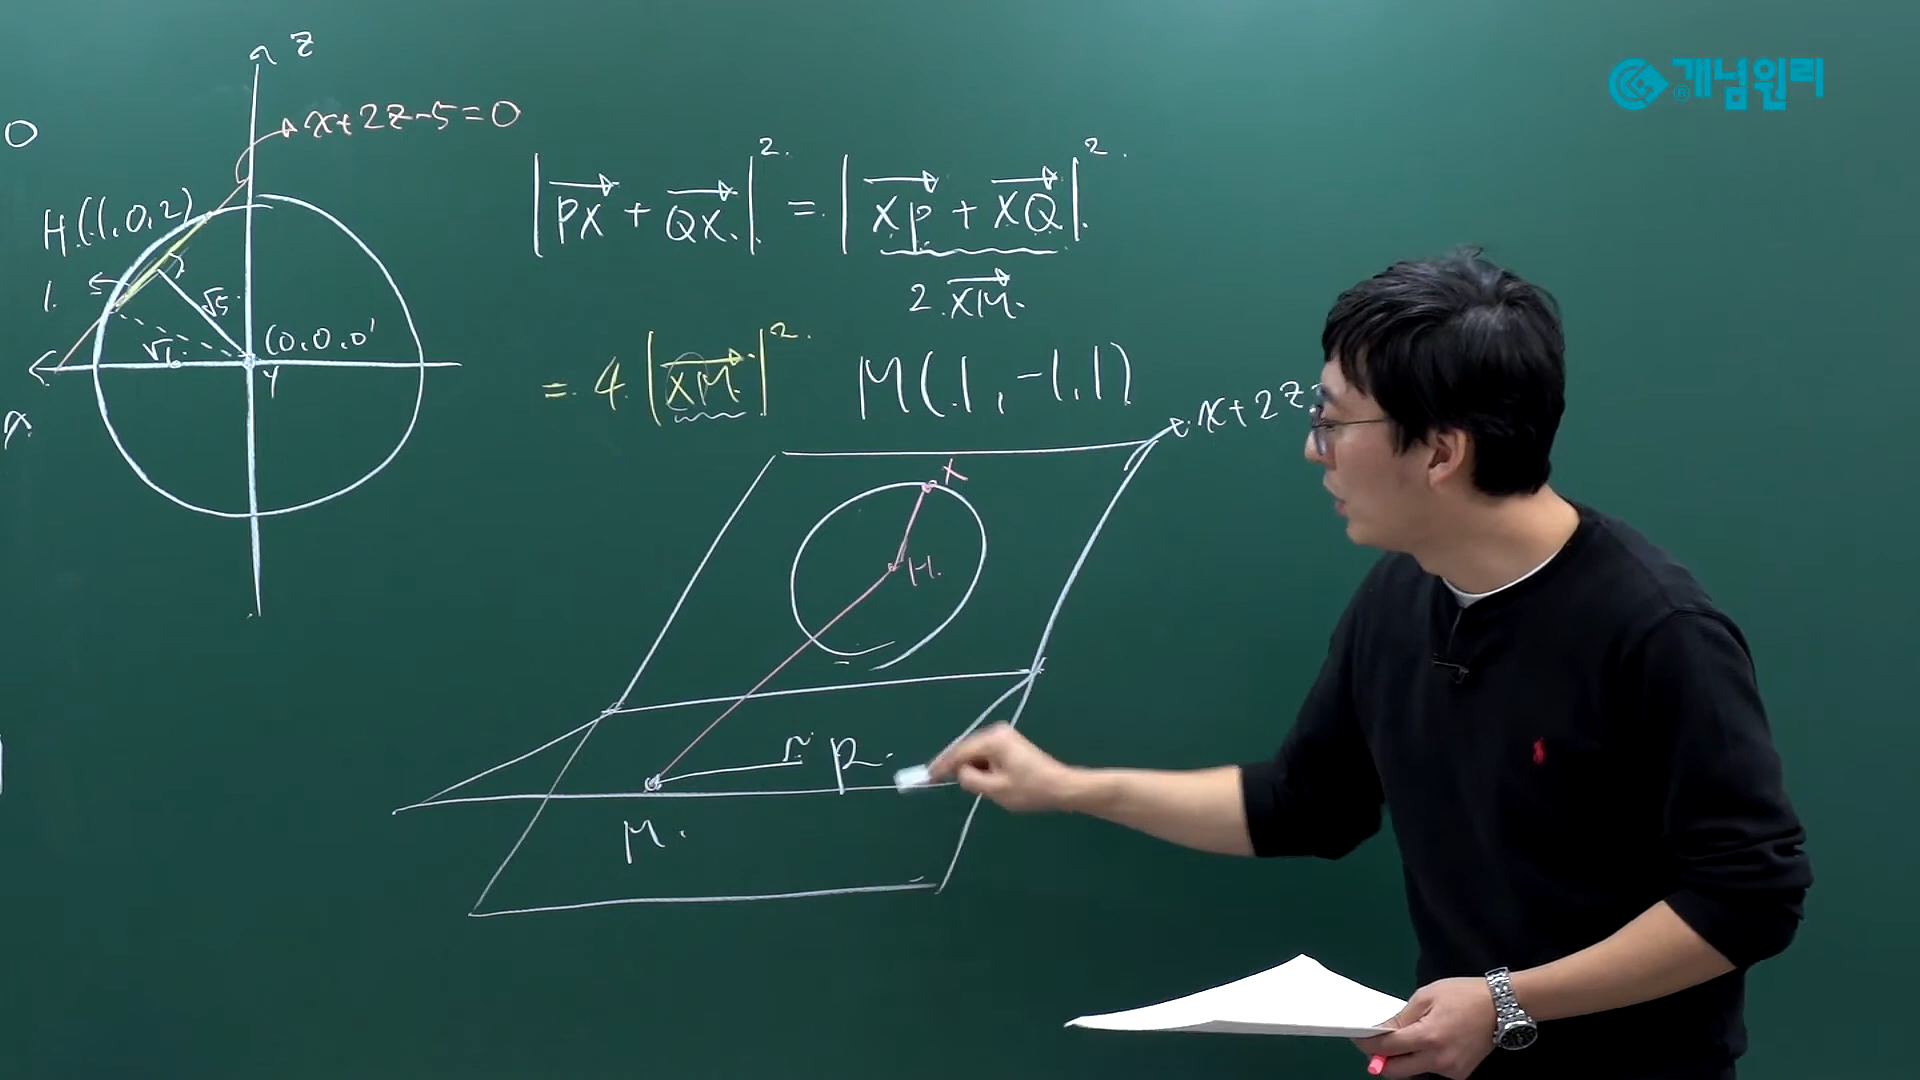 개념원리
0
z
x+2z-5=0
H(1,0,2)
1
√5
√6
(0,0,0)
y
x
|PX + QX|² = |XP + XQ|²
2XM
= 4|XM|² M(1,-1,1)
x+2z
X
H
R
M